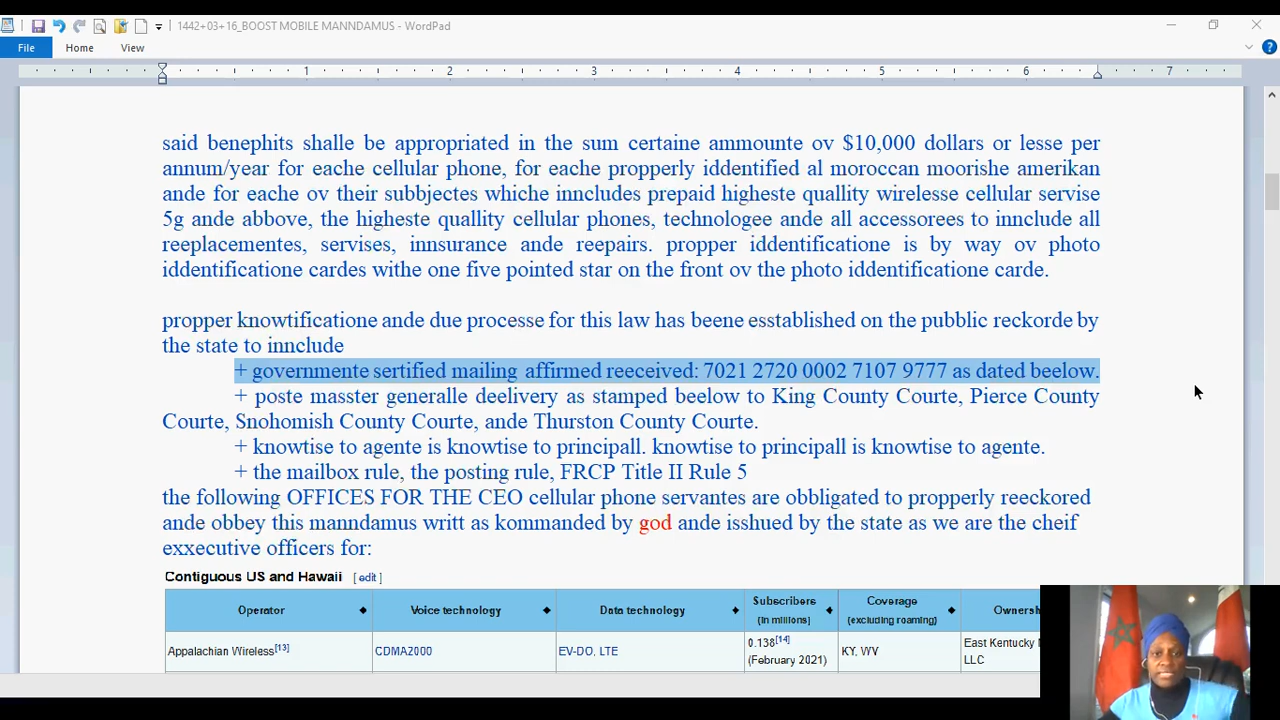 1442+03+16_BOOST MOBILE MANNDAMUS - WordPad
File Home View
1 2 3 4 5 6 7
said benephits shalle be appropriated in the sum certaine ammounte ov $10,000 dollars or lesse per
annum/year for eache cellular phone, for eache propperly iddentified al moroccan moorishe amerikan
ande for eache ov their subbjectes whiche inncludes prepaid higheste quallity wirelesse cellular servise
5g ande abbove, the higheste quallity cellular phones, technologee ande all accessorees to innclude all
reeplacementes, servises, innsurance ande reepairs. propper iddentificatione is by way ov photo
iddentificatione cardes withe one five pointed star on the front ov the photo iddentificatione carde.
propper knowtificatione ande due processe for this law has beene esstablished on the pubblic reckorde by
the state to innclude
+ governmente sertified mailing affirmed reeceived: 7021 2720 0002 7107 9777 as dated beelow.
+ poste masster generalle deelivery as stamped beelow to King County Courte, Pierce County
Courte, Snohomish County Courte, ande Thurston County Courte.
+ knowtise to agente is knowtise to principall. knowtise to principall is knowtise to agente.
+ the mailbox rule, the posting rule, FRCP Title II Rule 5
the following OFFICES FOR THE CEO cellular phone servantes are obbligated to propperly reeckored
ande obbey this manndamus writt as kommanded by god ande isshued by the state as we are the cheif
exxecutive officers for:
Contiguous US and Hawaii [ edit ]
Operator Voice technology Data technology Subscribers (in millions) Coverage (excluding roaming)
Appalachian Wireless[13] CDMA2000 EV-DO, LTE 0.138[14] (February 2021) KY, WV East Kentucky
LLC